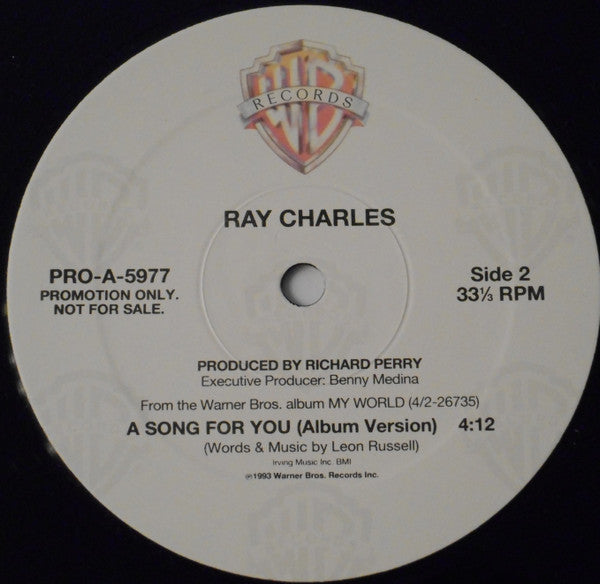 WB
RECORDS
RAY CHARLES
PRO-A-5977
PROMOTION ONLY.
NOT FOR SALE.
Side 2
33⅓ RPM
PRODUCED BY RICHARD PERRY
Executive Producer: Benny Medina
From the Warner Bros. album MY WORLD (4/2-26735)
A SONG FOR YOU (Album Version) 4:12
(Words & Music by Leon Russell)
Irving Music Inc. BMI
℗1993 Warner Bros. Records Inc.